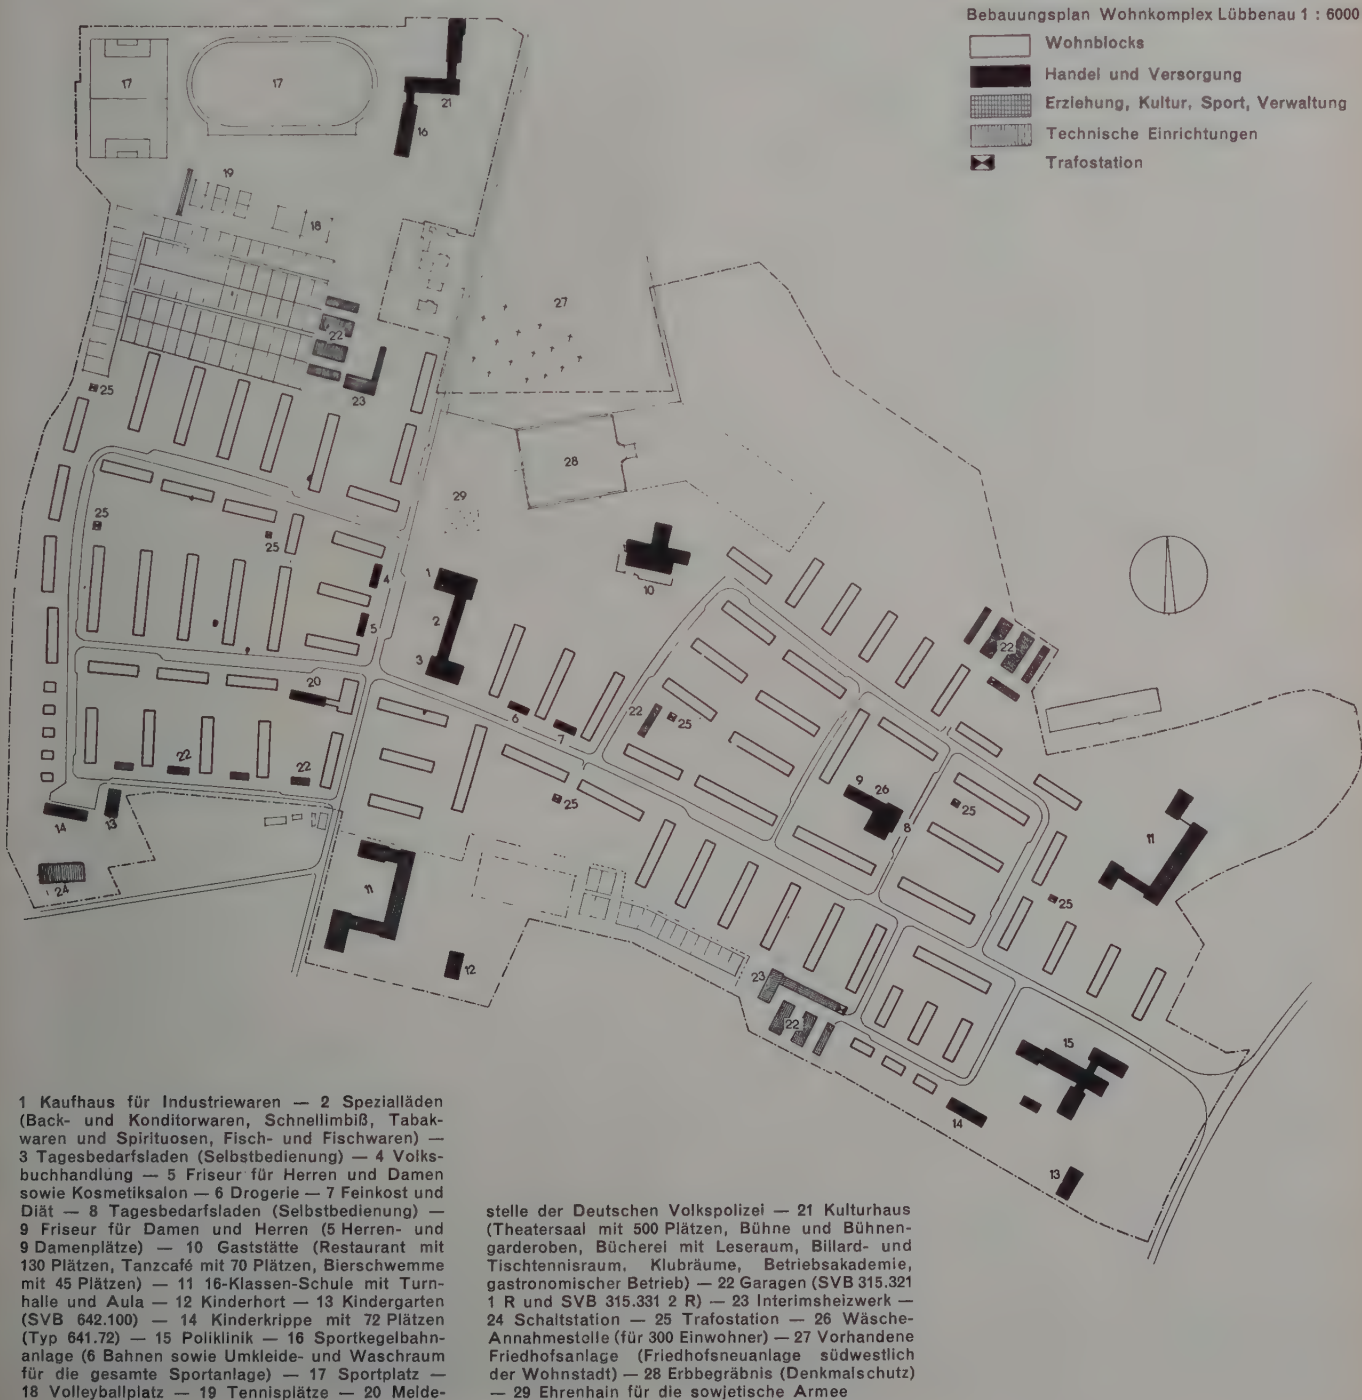 Bebauungsplan Wohnkomplex Lübbenau 1 : 6000
Wohnblocks
Handel und Versorgung
Erziehung, Kultur, Sport, Verwaltung
Technische Einrichtungen
Trafostation
17
17
21
16
19
18
27
22
23
25
28
29
25
25
4
1
10
5
2
3
22
20
6
7
22
25
22
22
25
9
26
8
25
14
13
11
24
11
25
12
23
22
15
14
13
1 Kaufhaus für Industriewaren — 2 Spezialläden
(Back- und Konditorwaren, Schnellimbiß, Tabak-
waren und Spirituosen, Fisch- und Fischwaren) —
3 Tagesbedarfsladen (Selbstbedienung) — 4 Volks-
buchhandlung — 5 Friseur für Herren und Damen
sowie Kosmetiksalon — 6 Drogerie — 7 Feinkost und
Diät — 8 Tagesbedarfsladen (Selbstbedienung) —
9 Friseur für Damen und Herren (5 Herren- und
9 Damenplätze) — 10 Gaststätte (Restaurant mit
130 Plätzen, Tanzcafé mit 70 Plätzen, Bierschwemme
mit 45 Plätzen) — 11 16-Klassen-Schule mit Turn-
halle und Aula — 12 Kinderhort — 13 Kindergarten
(SVB 642.100) — 14 Kinderkrippe mit 72 Plätzen
(Typ 641.72) — 15 Poliklinik — 16 Sportkegelbahn-
anlage (6 Bahnen sowie Umkleide- und Waschraum
für die gesamte Sportanlage) — 17 Sportplatz —
18 Volleyballplatz — 19 Tennisplätze — 20 Melde-
stelle der Deutschen Volkspolizei — 21 Kulturhaus
(Theatersaal mit 500 Plätzen, Bühne und Bühnen-
garderoben, Bücherei mit Leseraum, Billard- und
Tischtennisraum, Klubräume, Betriebsakademie,
gastronomischer Betrieb) — 22 Garagen (SVB 315.321
1 R und SVB 315.331 2 R) — 23 Interimsheizwerk —
24 Schaltstation — 25 Trafostation — 26 Wäsche-
Annahmestelle (für 300 Einwohner) — 27 Vorhandene
Friedhofsanlage (Friedhofsneuanlage südwestlich
der Wohnstadt) — 28 Erbbegräbnis (Denkmalschutz)
— 29 Ehrenhain für die sowjetische Armee